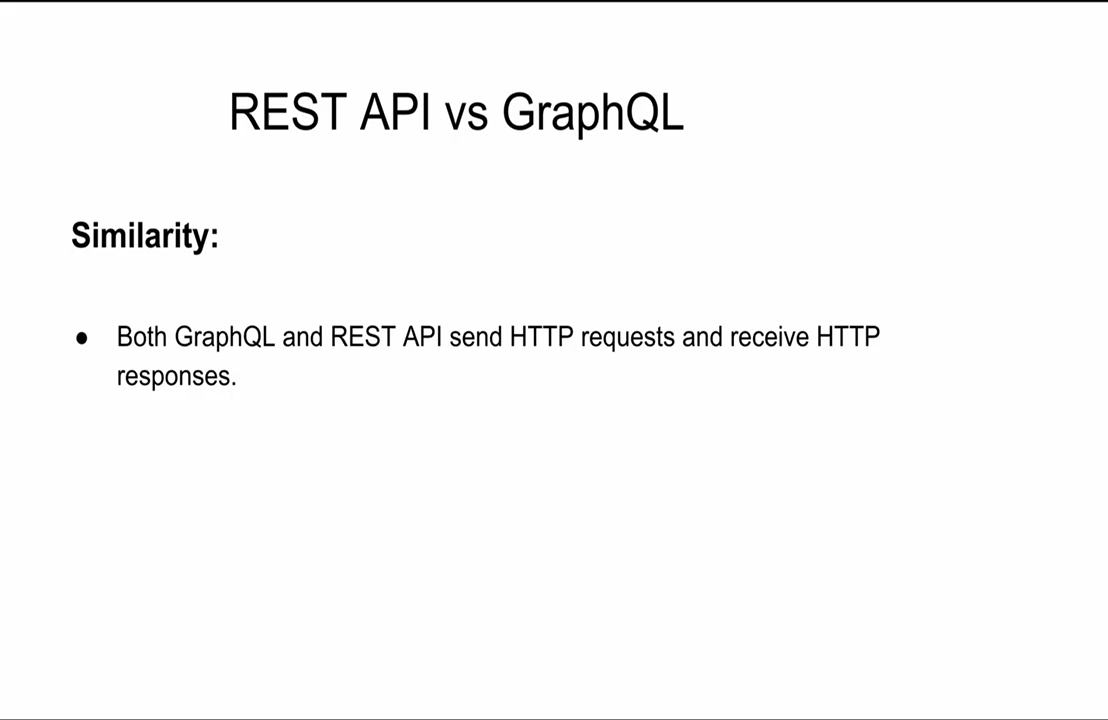 REST API vs GraphQL
Similarity:
● Both GraphQL and REST API send HTTP requests and receive HTTP
responses.